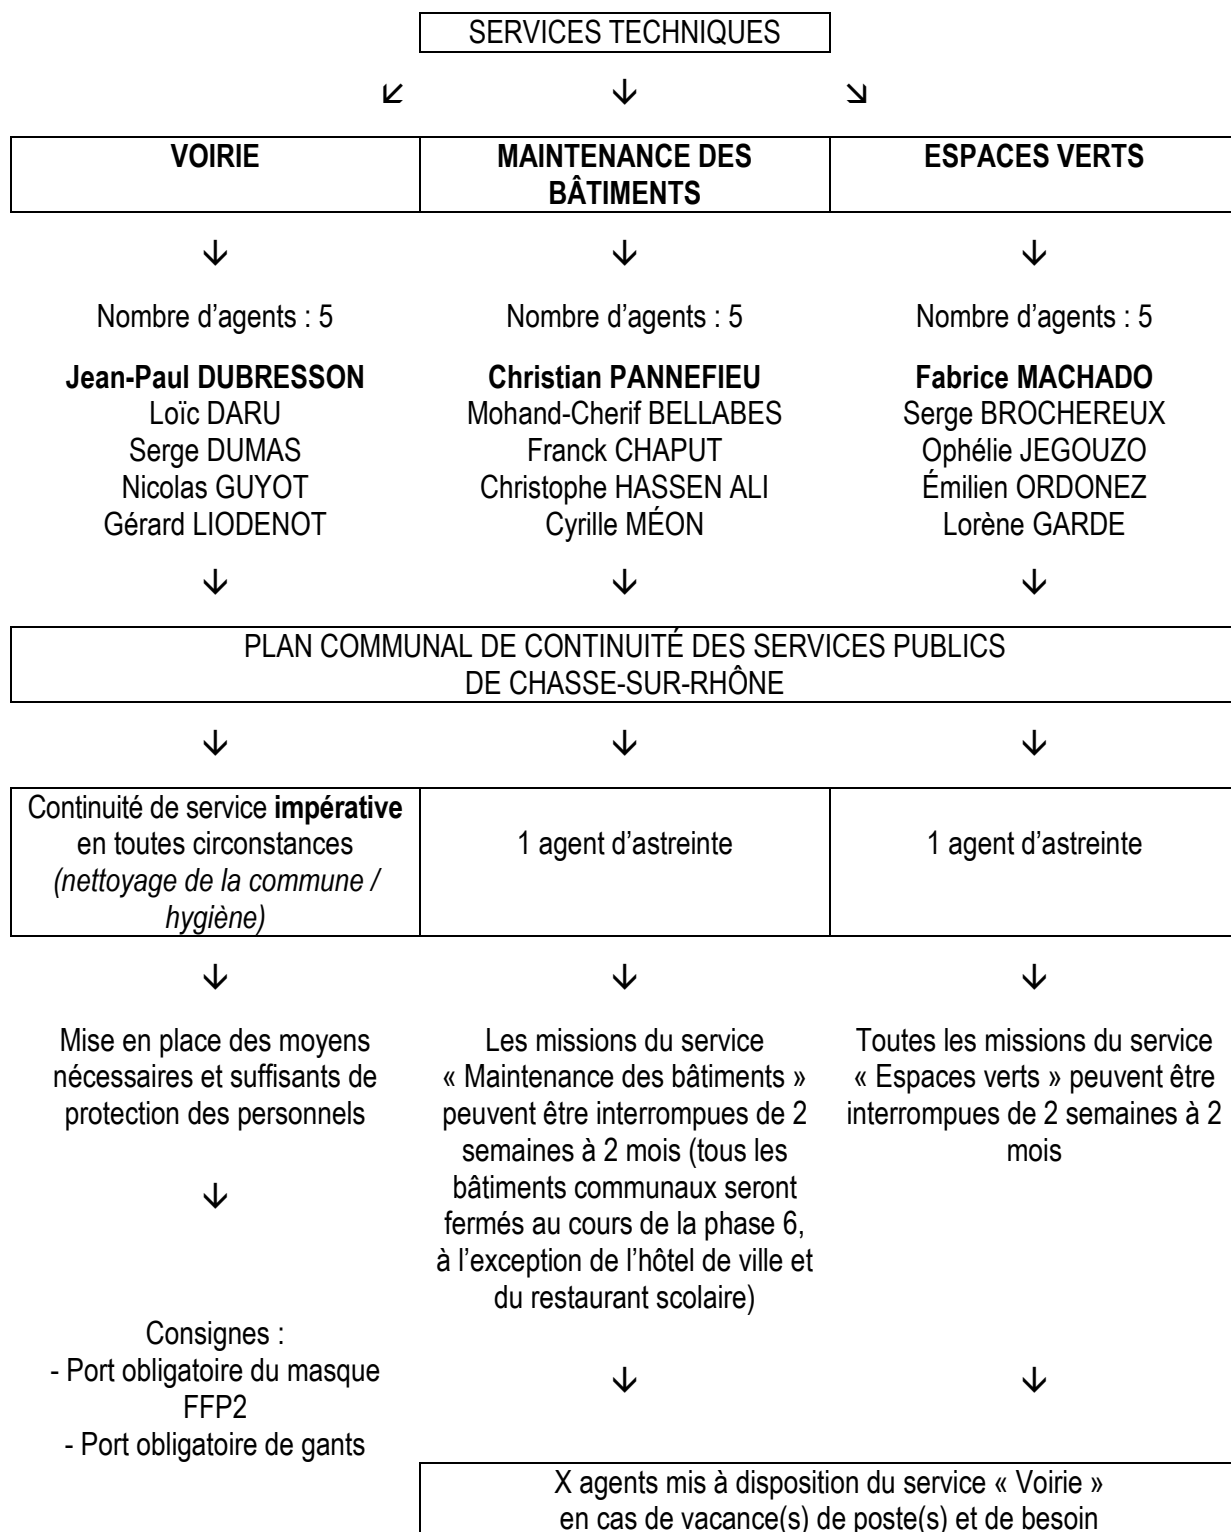 SERVICES TECHNIQUES
VOIRIE
MAINTENANCE DES
BÂTIMENTS
ESPACES VERTS
Nombre d’agents : 5
Nombre d’agents : 5
Nombre d’agents : 5
Jean-Paul DUBRESSON
Loïc DARU
Serge DUMAS
Nicolas GUYOT
Gérard LIODENOT
Christian PANNEFIEU
Mohand-Cherif BELLABES
Franck CHAPUT
Christophe HASSEN ALI
Cyrille MÉON
Fabrice MACHADO
Serge BROCHEREUX
Ophélie JEGOUZO
Émilien ORDONEZ
Lorène GARDE
PLAN COMMUNAL DE CONTINUITÉ DES SERVICES PUBLICS
DE CHASSE-SUR-RHÔNE
Continuité de service impérative
en toutes circonstances
(nettoyage de la commune /
hygiène)
1 agent d’astreinte
1 agent d’astreinte
Mise en place des moyens
nécessaires et suffisants de
protection des personnels
Consignes :
- Port obligatoire du masque
FFP2
- Port obligatoire de gants
Les missions du service
« Maintenance des bâtiments »
peuvent être interrompues de 2
semaines à 2 mois (tous les
bâtiments communaux seront
fermés au cours de la phase 6,
à l’exception de l’hôtel de ville et
du restaurant scolaire)
Toutes les missions du service
« Espaces verts » peuvent être
interrompues de 2 semaines à 2
mois
X agents mis à disposition du service « Voirie »
en cas de vacance(s) de poste(s) et de besoin